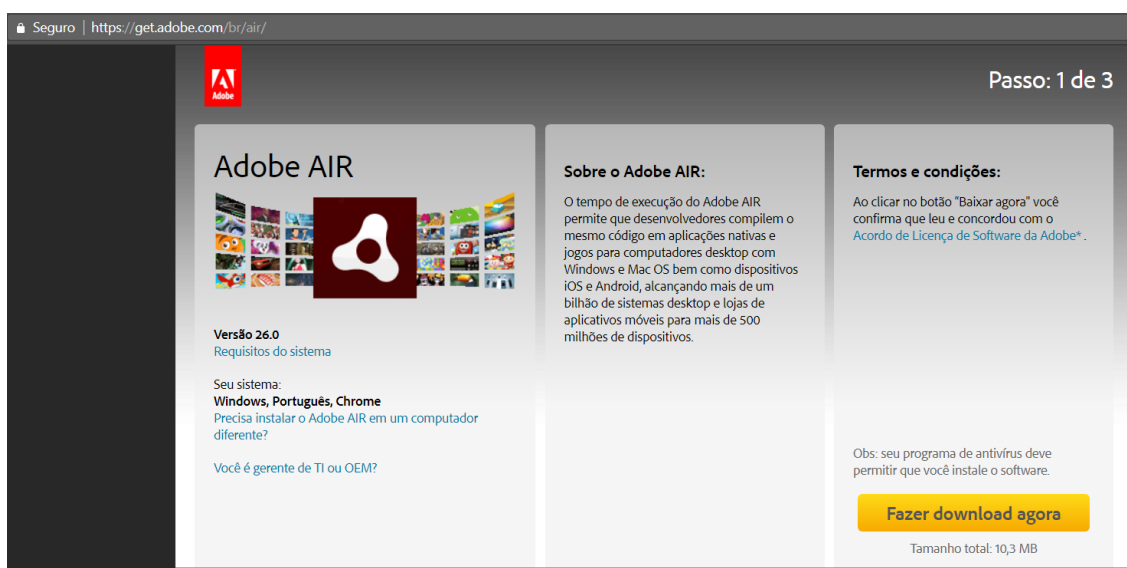 Seguro | https://get.adobe.com/br/air/
Adobe
Passo: 1 de 3
Adobe AIR
Versão 26.0
Requisitos do sistema
Seu sistema:
Windows, Português, Chrome
Precisa instalar o Adobe AIR em um computador
diferente?
Você é gerente de TI ou OEM?
Sobre o Adobe AIR:
O tempo de execução do Adobe AIR
permite que desenvolvedores compilem o
mesmo código em aplicações nativas e
jogos para computadores desktop com
Windows e Mac OS bem como dispositivos
iOS e Android, alcançando mais de um
bilhão de sistemas desktop e lojas de
aplicativos móveis para mais de 500
milhões de dispositivos.
Termos e condições:
Ao clicar no botão "Baixar agora" você
confirma que leu e concordou com o
Acordo de Licença de Software da Adobe* .
Obs: seu programa de antivírus deve
permitir que você instale o software.
Fazer download agora
Tamanho total: 10,3 MB